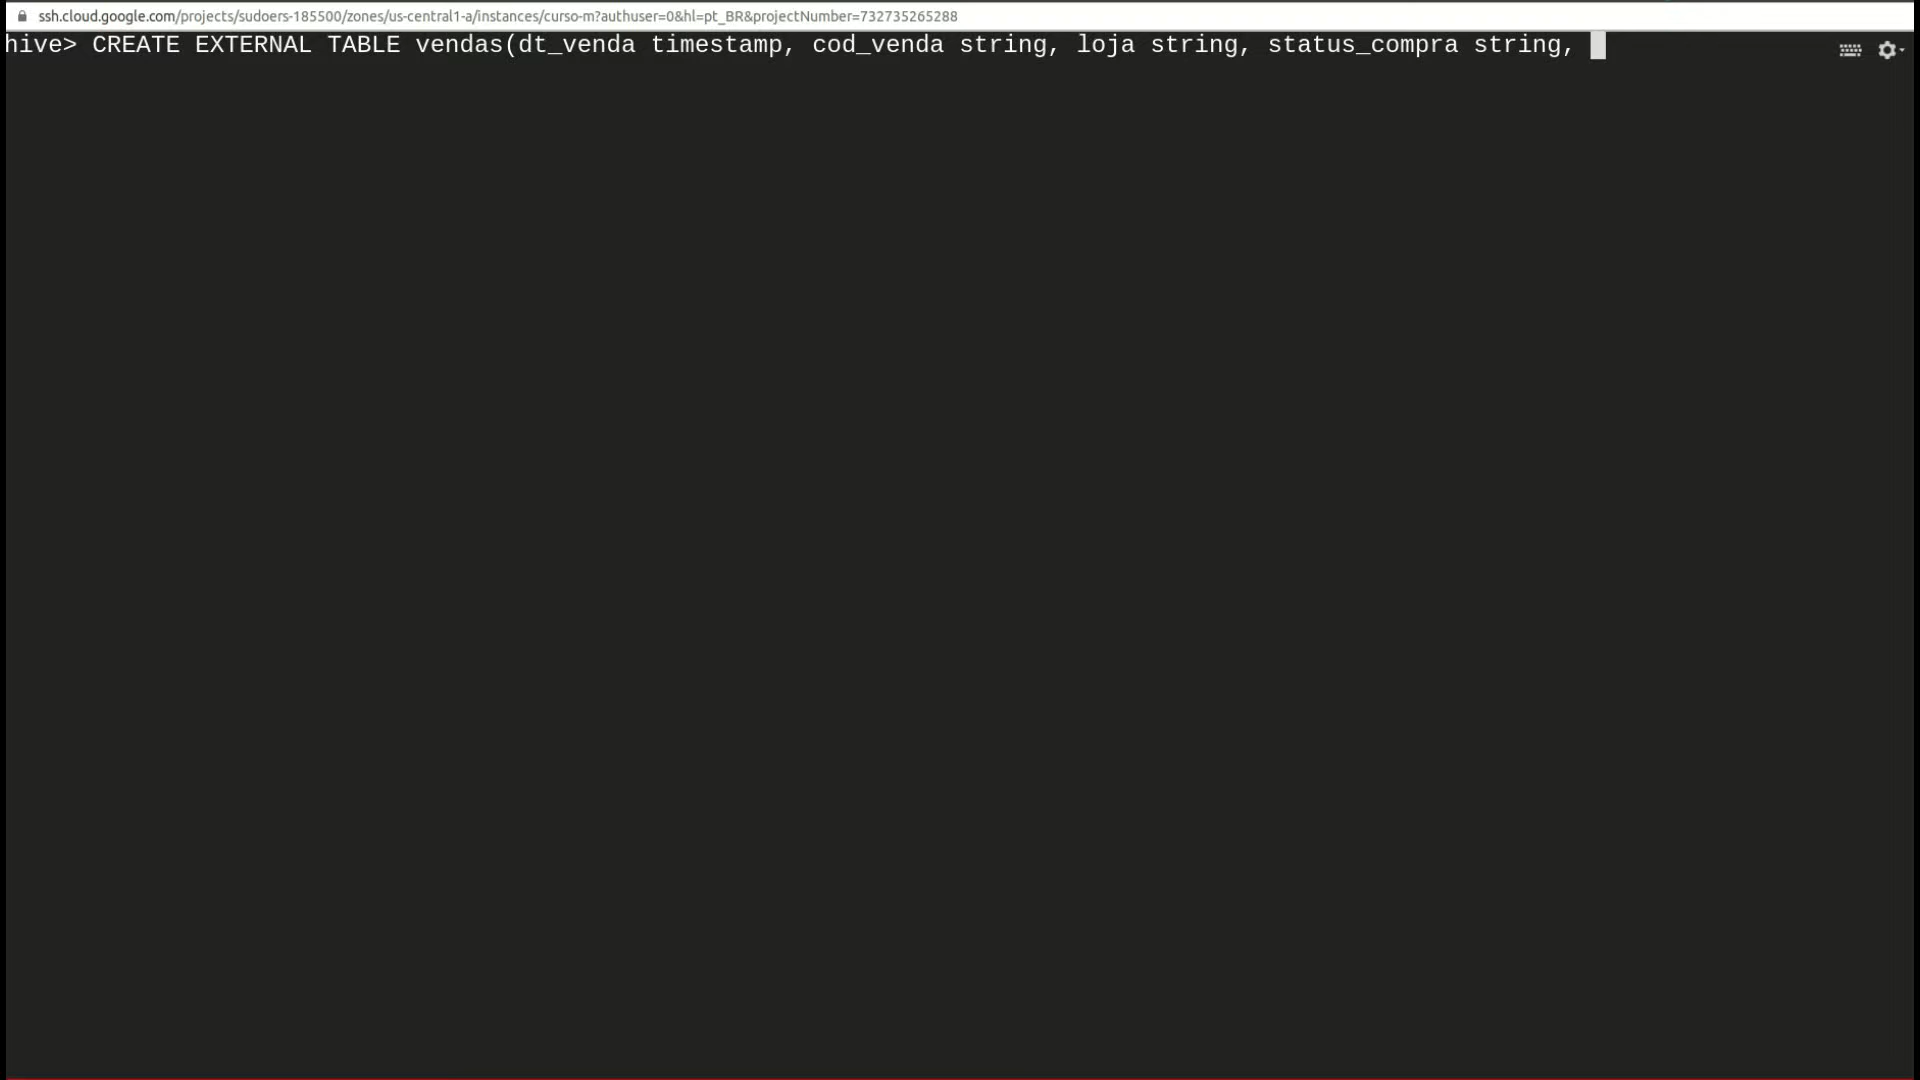 ssh.cloud.google.com/projects/sudoers-185500/zones/us-central1-a/instances/curso-m?authuser=0&hl=pt_BR&projectNumber=732735265288
hive> CREATE EXTERNAL TABLE vendas(dt_venda timestamp, cod_venda string, loja string, status_compra string,